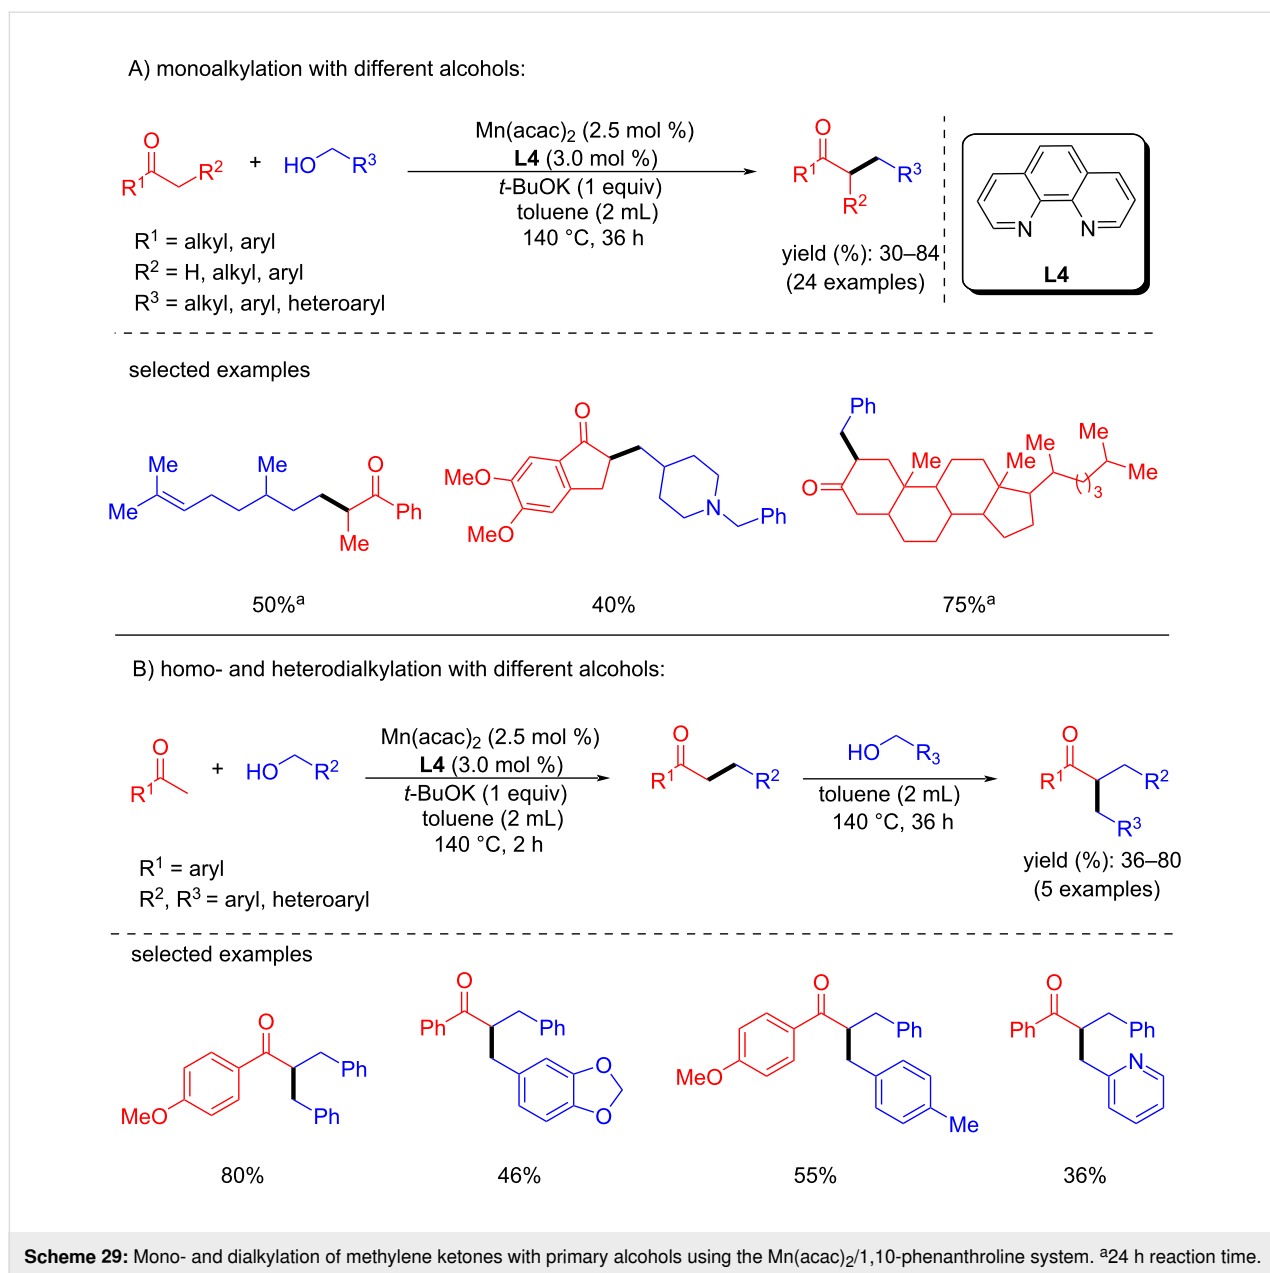 A) monoalkylation with different alcohols:
O
R¹
R²
+
HO
R³
Mn(acac)₂ (2.5 mol %)
L4 (3.0 mol %)
t-BuOK (1 equiv)
toluene (2 mL)
140 °C, 36 h
O
R¹
R³
R²
N
N
L4
R¹ = alkyl, aryl
R² = H, alkyl, aryl
R³ = alkyl, aryl, heteroaryl
yield (%): 30–84
(24 examples)
selected examples
Me
Me
Me
O
Ph
Me
50%ᵃ
O
MeO
MeO
N
Ph
40%
Ph
O
Me
Me
Me
Me
Me
)₃
75%ᵃ
B) homo- and heterodialkylation with different alcohols:
O
R¹
+
HO
R²
Mn(acac)₂ (2.5 mol %)
L4 (3.0 mol %)
t-BuOK (1 equiv)
toluene (2 mL)
140 °C, 2 h
O
R¹
R²
HO
R₃
toluene (2 mL)
140 °C, 36 h
O
R¹
R²
R³
R¹ = aryl
R², R³ = aryl, heteroaryl
yield (%): 36–80
(5 examples)
selected examples
O
MeO
Ph
Ph
80%
O
Ph
Ph
O
O
46%
O
MeO
Ph
Me
55%
O
Ph
Ph
N
36%
Scheme 29: Mono- and dialkylation of methylene ketones with primary alcohols using the Mn(acac)₂/1,10-phenanthroline system. ᵃ24 h reaction time.